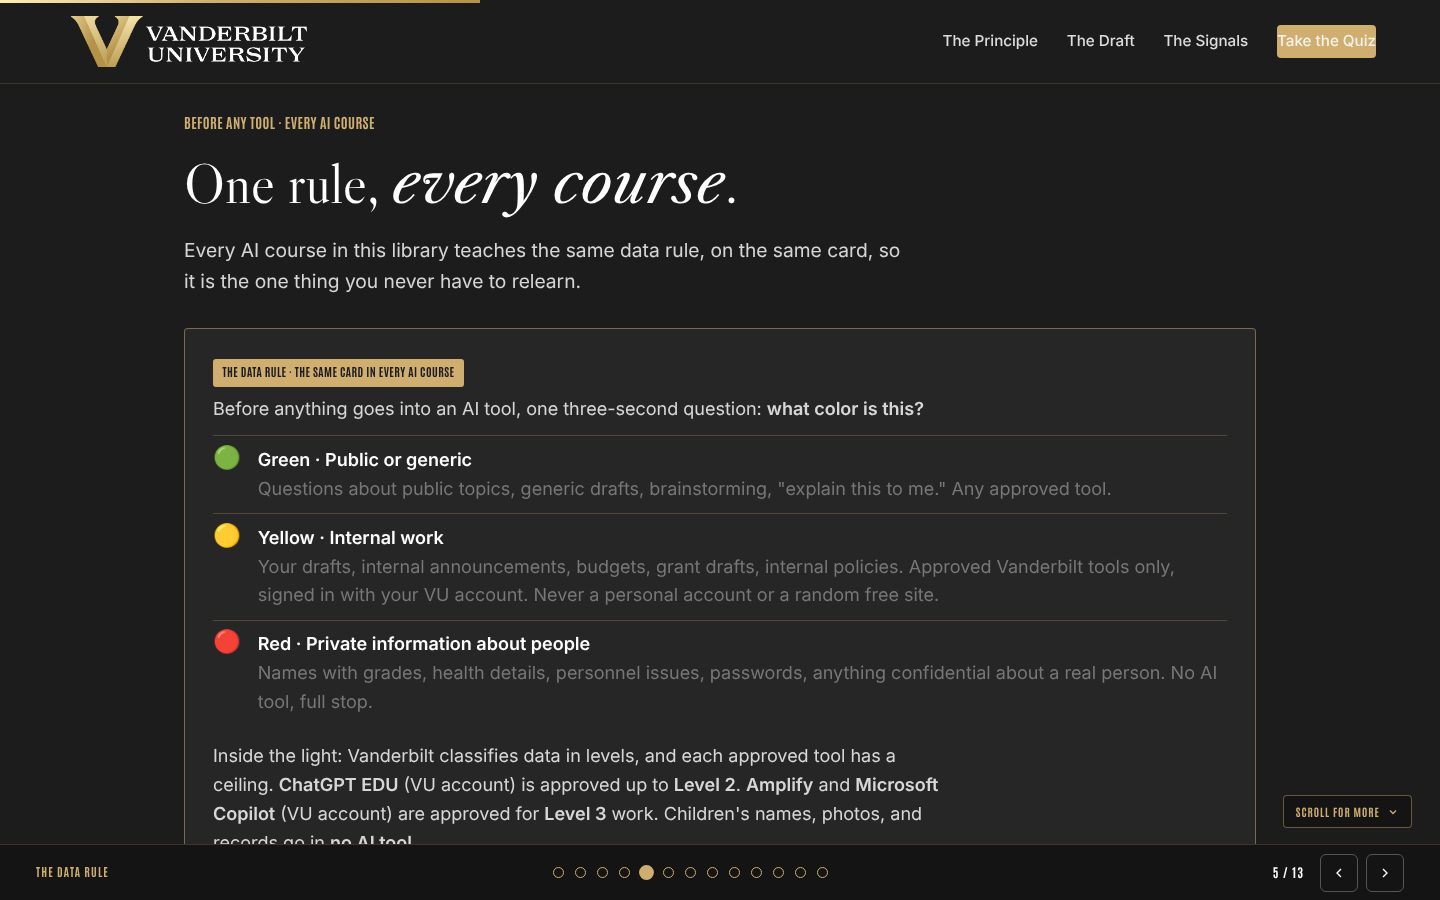 VANDERBILT
UNIVERSITY
The Principle
The Draft
The Signals
Take the Quiz
BEFORE ANY TOOL · EVERY AI COURSE
One rule, every course.
Every AI course in this library teaches the same data rule, on the same card, so
it is the one thing you never have to relearn.
THE DATA RULE · THE SAME CARD IN EVERY AI COURSE
Before anything goes into an AI tool, one three-second question: what color is this?
Green · Public or generic
Questions about public topics, generic drafts, brainstorming, "explain this to me." Any approved tool.
Yellow · Internal work
Your drafts, internal announcements, budgets, grant drafts, internal policies. Approved Vanderbilt tools only,
signed in with your VU account. Never a personal account or a random free site.
Red · Private information about people
Names with grades, health details, personnel issues, passwords, anything confidential about a real person. No AI
tool, full stop.
Inside the light: Vanderbilt classifies data in levels, and each approved tool has a
ceiling. ChatGPT EDU (VU account) is approved up to Level 2. Amplify and Microsoft
Copilot (VU account) are approved for Level 3 work. Children's names, photos, and
records go in no AI tool.
SCROLL FOR MORE
THE DATA RULE
5 / 13